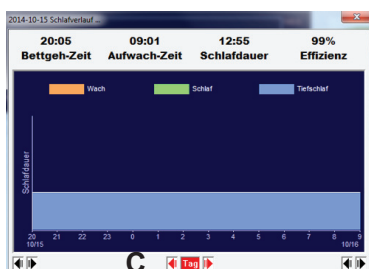 2014-10-15 Schlafverlauf ...
20:05 09:01 12:55 99%
Bettgeh-Zeit Aufwach-Zeit Schlafdauer Effizienz
Wach Schlaf Tiefschlaf
Schlafdauer
20 21 22 23 0 1 2 3 4 5 6 7 8 9
10/15 10/16
C Tag